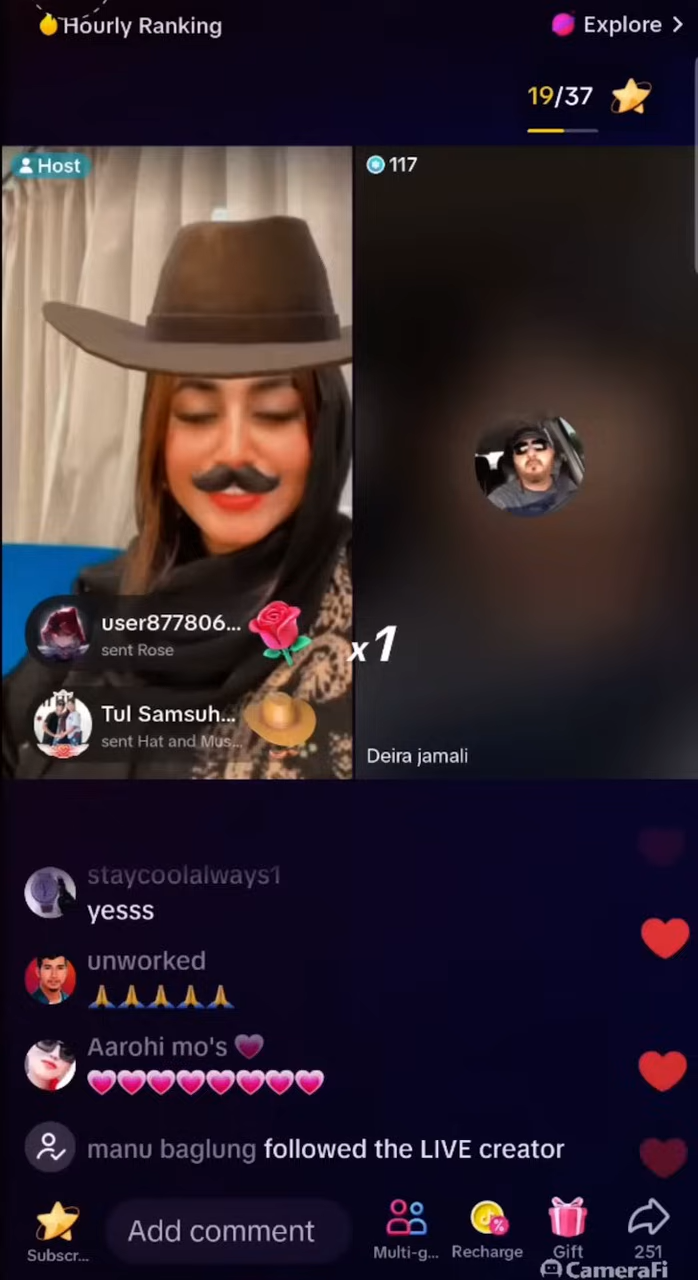 Hourly Ranking
Explore >
19/37
Host
117
user877806...
sent Rose
x1
Tul Samsuh...
sent Hat and Mus...
Deira jamali
staycoolalways1
yesss
unworked
🙏🙏🙏🙏🙏
Aarohi mo's 💗
💗💗💗💗💗💗💗💗
manu baglung followed the LIVE creator
Subscr...
Add comment
Multi-g...
Recharge
Gift
251
CameraFi